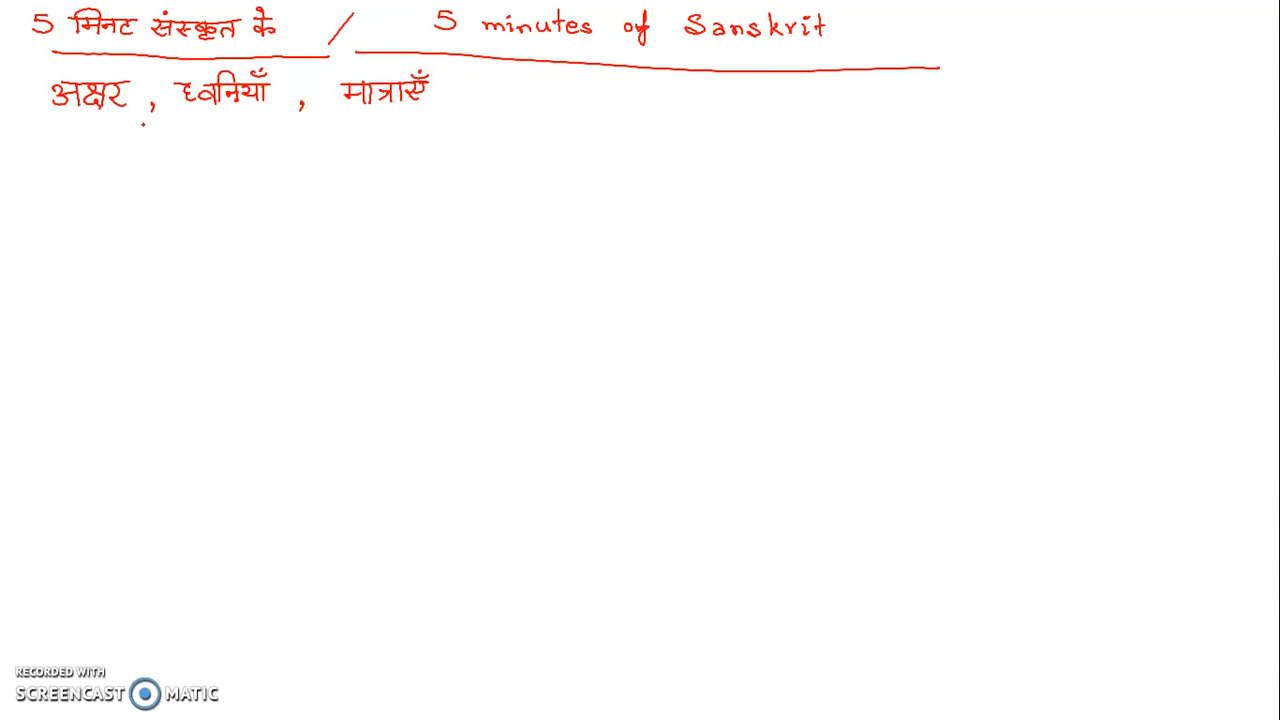 5 मिनट संस्कृत के / 5 minutes of Sanskrit
अक्षर , ध्वनियाँ , मात्राएँ
RECORDED WITH
SCREENCAST MATIC